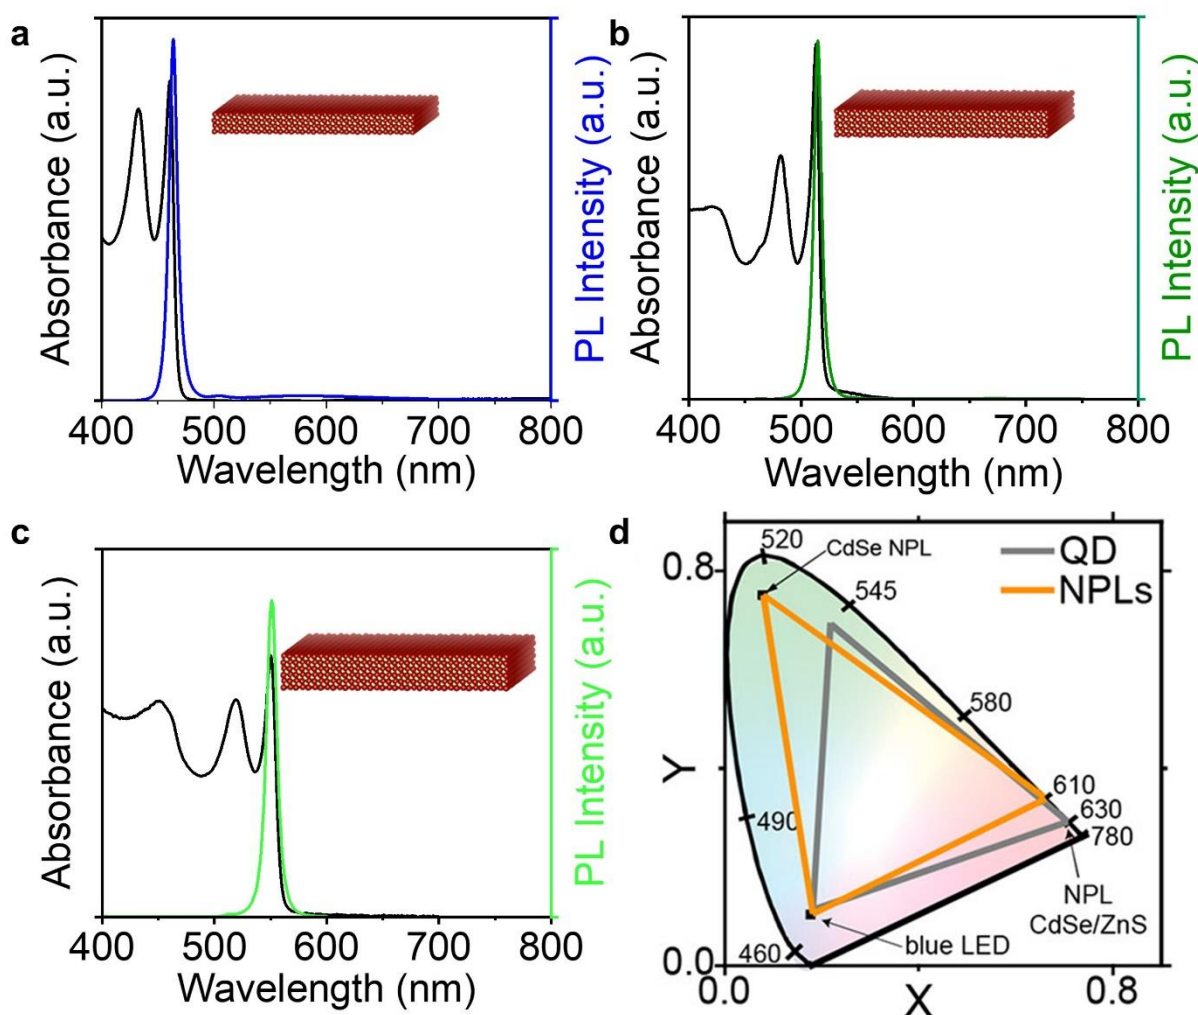 a
Absorbance (a.u.)
PL Intensity (a.u.)
400 500 600 700 800
Wavelength (nm)
b
Absorbance (a.u.)
PL Intensity (a.u.)
400 500 600 700 800
Wavelength (nm)
c
Absorbance (a.u.)
PL Intensity (a.u.)
400 500 600 700 800
Wavelength (nm)
d
520
CdSe NPL
QD
NPLs
0.8
545
580
Y
610
630
780
490
NPL
CdSe/ZnS
blue LED
460
0.0
0.0 0.8
X